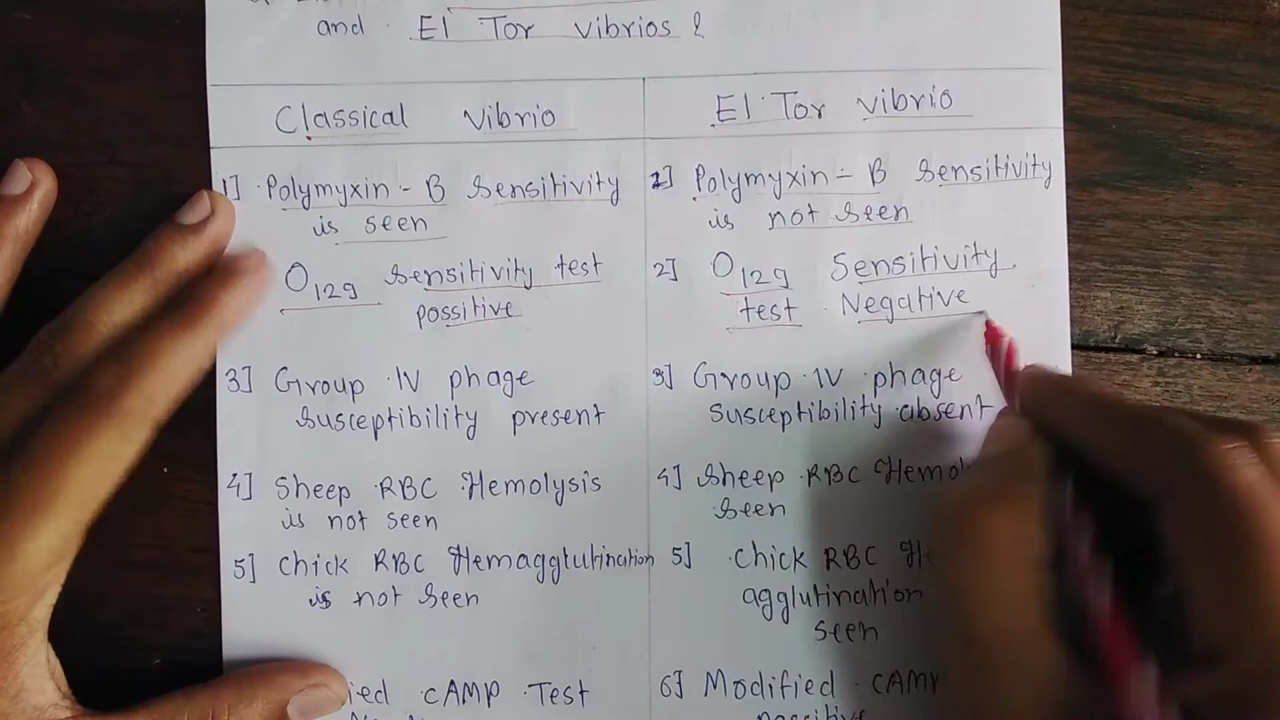 and El Tor vibrios ?
Classical Vibrio
El Tor vibrio
1] Polymyxin - B Sensitivity
is seen
1] Polymyxin - B Sensitivity
is not seen
O129 sensitivity test
possitive
2] O129 Sensitivity
test Negative
3] Group IV phage
Susceptibility present
3] Group IV phage
Susceptibility absent
4] Sheep RBC Hemolysis
is not seen
4] Sheep RBC
Seen
5] Chick RBC Hemagglutination
is not seen
5] Chick RBC
agglutination
seen
CAMP Test
6] Modified CAMP